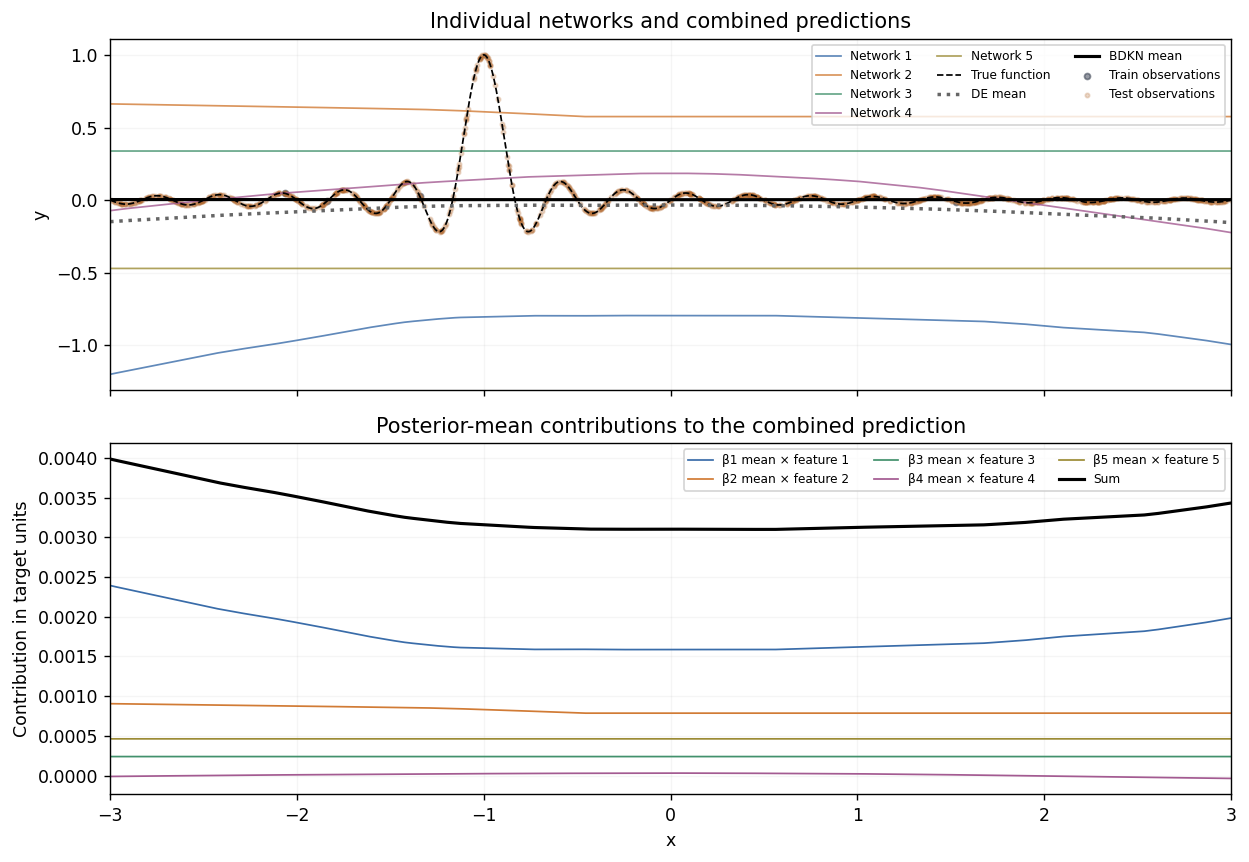 Individual networks and combined predictions
1.0
0.5
0.0
−0.5
−1.0
y
Network 1
Network 2
Network 3
Network 4
Network 5
True function
DE mean
BDKN mean
Train observations
Test observations
Posterior-mean contributions to the combined prediction
0.0040
0.0035
0.0030
0.0025
0.0020
0.0015
0.0010
0.0005
0.0000
Contribution in target units
β1 mean × feature 1
β2 mean × feature 2
β3 mean × feature 3
β4 mean × feature 4
β5 mean × feature 5
Sum
−3 −2 −1 0 1 2 3
x